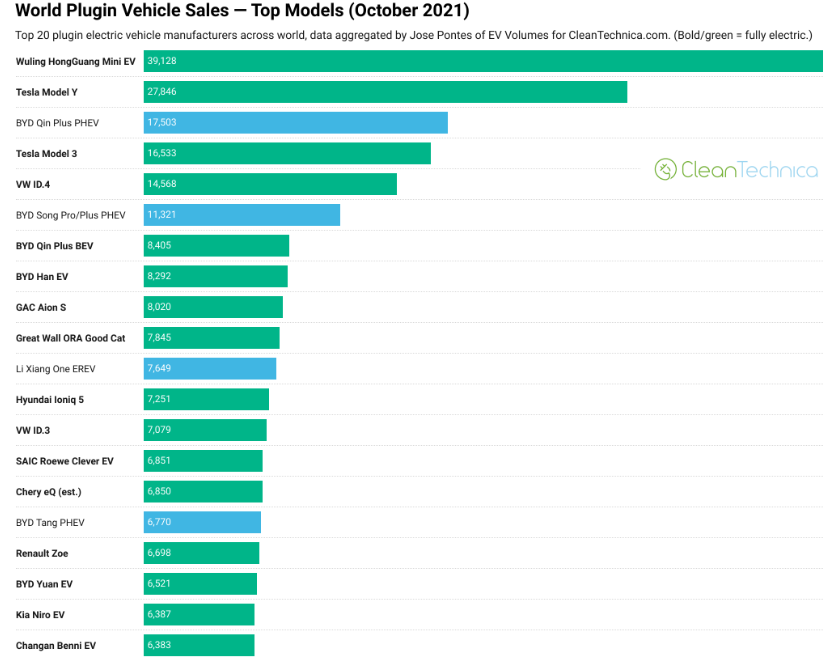 World Plugin Vehicle Sales — Top Models (October 2021)
Top 20 plugin electric vehicle manufacturers across world, data aggregated by Jose Pontes of EV Volumes for CleanTechnica.com. (Bold/green = fully electric.)
Wuling HongGuang Mini EV 39,128
Tesla Model Y 27,846
BYD Qin Plus PHEV 17,503
Tesla Model 3 16,533
CleanTechnica
VW ID.4 14,568
BYD Song Pro/Plus PHEV 11,321
BYD Qin Plus BEV 8,405
BYD Han EV 8,292
GAC Aion S 8,020
Great Wall ORA Good Cat 7,845
Li Xiang One EREV 7,649
Hyundai Ioniq 5 7,251
VW ID.3 7,079
SAIC Roewe Clever EV 6,851
Chery eQ (est.) 6,850
BYD Tang PHEV 6,770
Renault Zoe 6,698
BYD Yuan EV 6,521
Kia Niro EV 6,387
Changan Benni EV 6,383